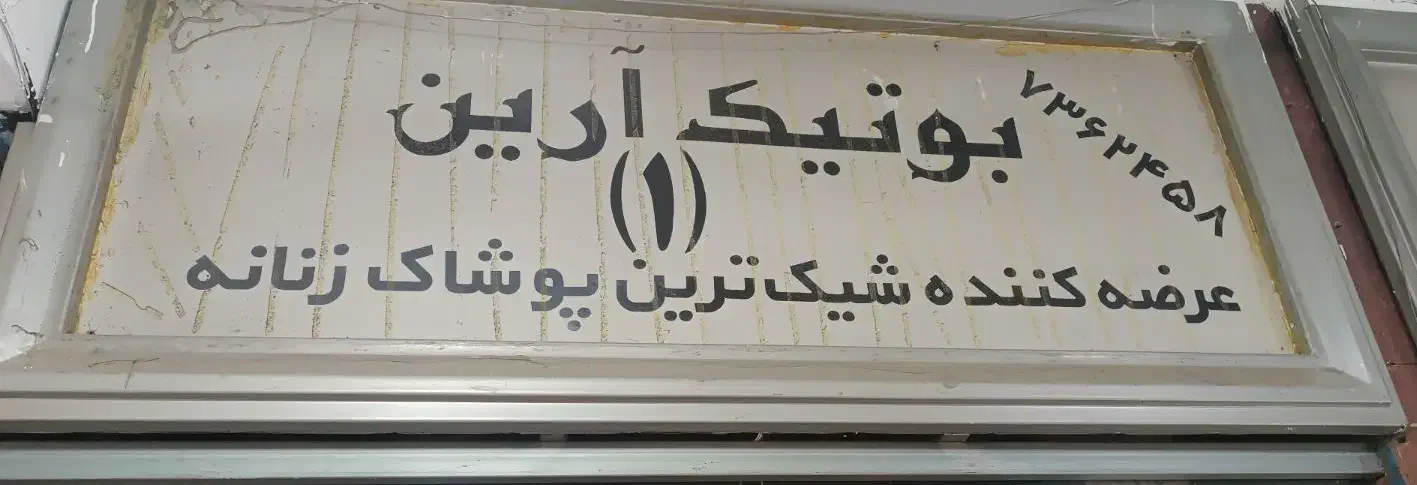 بوتیک آرین
(۱)
۷۳۶۲۴۵۸
عرضه کننده شیک‌ترین پوشاک زنانه